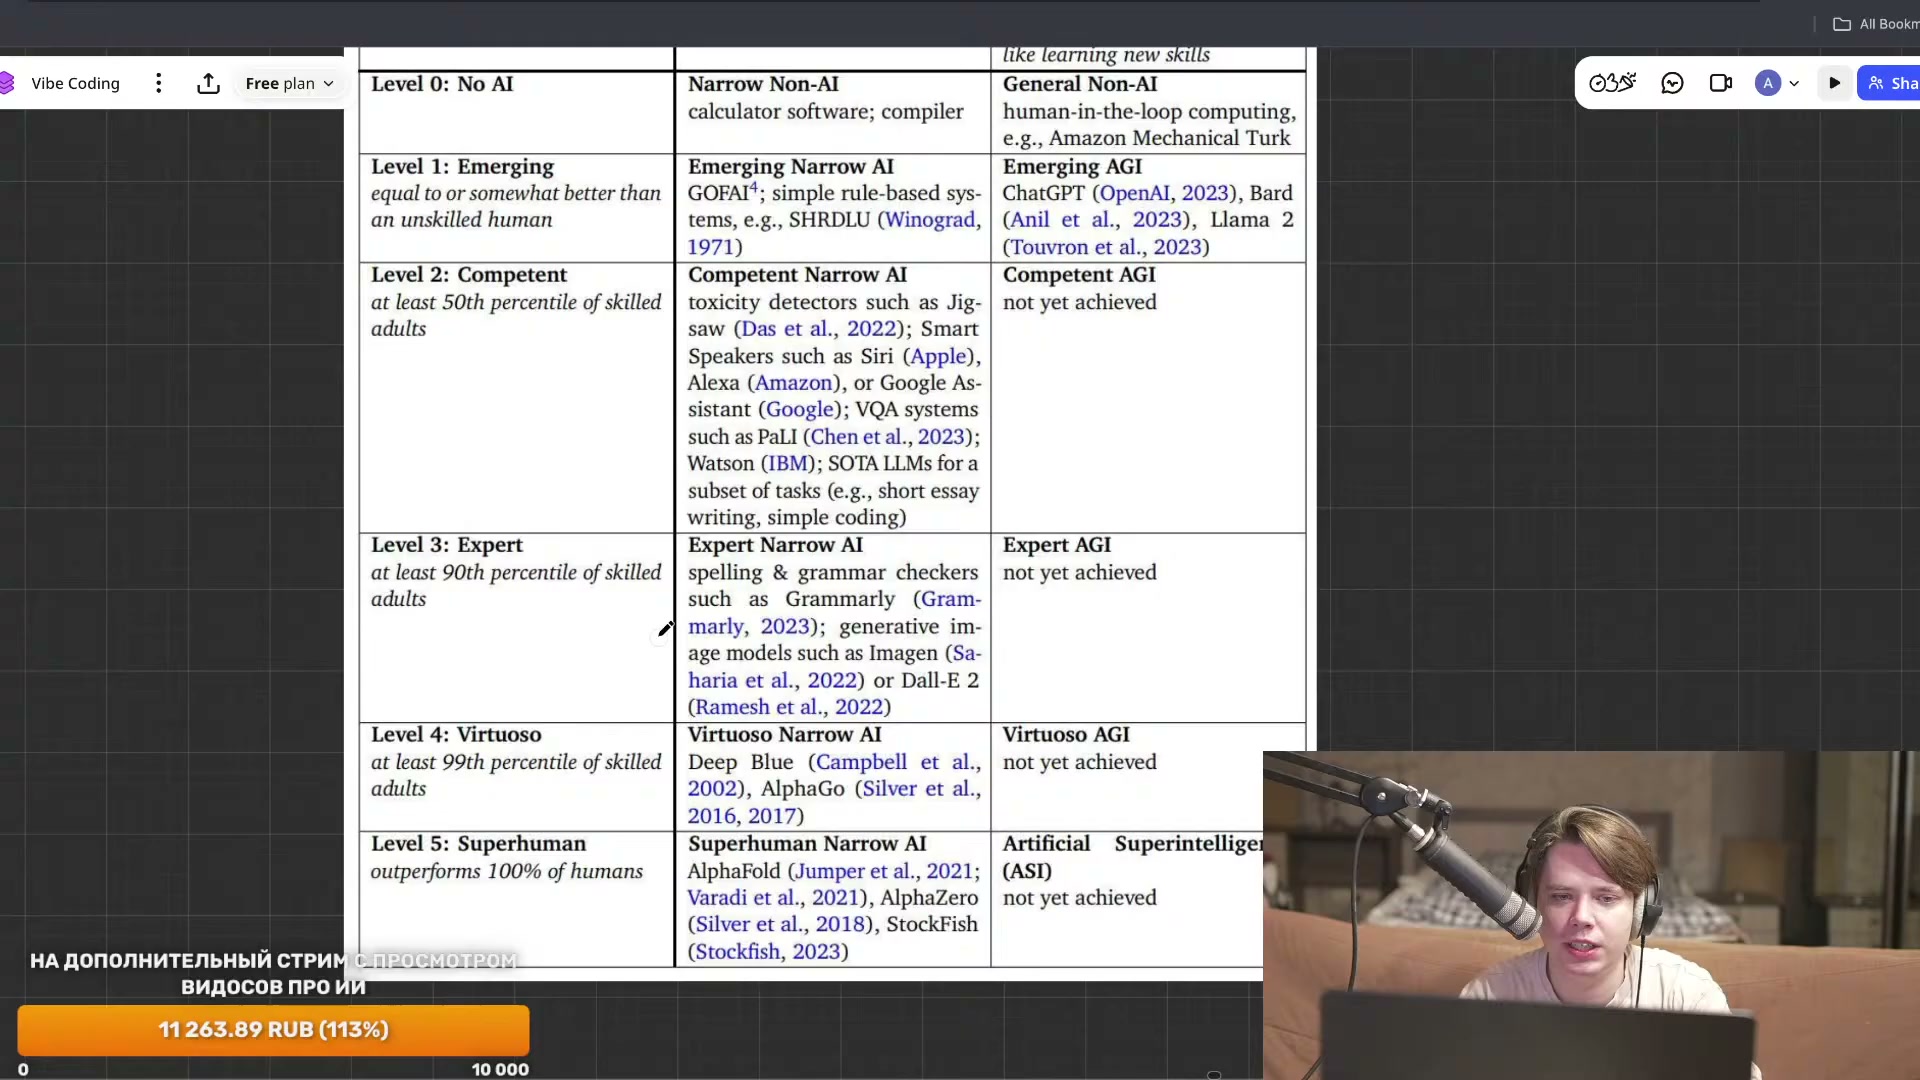 All Bookm
Vibe Coding
Free plan
A
Sha
like learning new skills
Level 0: No AI
Narrow Non-AI
calculator software; compiler
General Non-AI
human-in-the-loop computing,
e.g., Amazon Mechanical Turk
Level 1: Emerging
equal to or somewhat better than
an unskilled human
Emerging Narrow AI
GOFAI4; simple rule-based sys-
tems, e.g., SHRDLU (Winograd,
1971)
Emerging AGI
ChatGPT (OpenAI, 2023), Bard
(Anil et al., 2023), Llama 2
(Touvron et al., 2023)
Level 2: Competent
at least 50th percentile of skilled
adults
Competent Narrow AI
toxicity detectors such as Jig-
saw (Das et al., 2022); Smart
Speakers such as Siri (Apple),
Alexa (Amazon), or Google As-
sistant (Google); VQA systems
such as PaLI (Chen et al., 2023);
Watson (IBM); SOTA LLMs for a
subset of tasks (e.g., short essay
writing, simple coding)
Competent AGI
not yet achieved
Level 3: Expert
at least 90th percentile of skilled
adults
Expert Narrow AI
spelling & grammar checkers
such as Grammarly (Gram-
marly, 2023); generative im-
age models such as Imagen (Sa-
haria et al., 2022) or Dall-E 2
(Ramesh et al., 2022)
Expert AGI
not yet achieved
Level 4: Virtuoso
at least 99th percentile of skilled
adults
Virtuoso Narrow AI
Deep Blue (Campbell et al.,
2002), AlphaGo (Silver et al.,
2016, 2017)
Virtuoso AGI
not yet achieved
Level 5: Superhuman
outperforms 100% of humans
Superhuman Narrow AI
AlphaFold (Jumper et al., 2021;
Varadi et al., 2021), AlphaZero
(Silver et al., 2018), StockFish
(Stockfish, 2023)
Artificial Superintelligen
(ASI)
not yet achieved
НА ДОПОЛНИТЕЛЬНЫЙ СТРИМ С ПРОСМОТРОМ
ВИДОСОВ ПРО ИИ
11 263.89 RUB (113%)
0
10 000